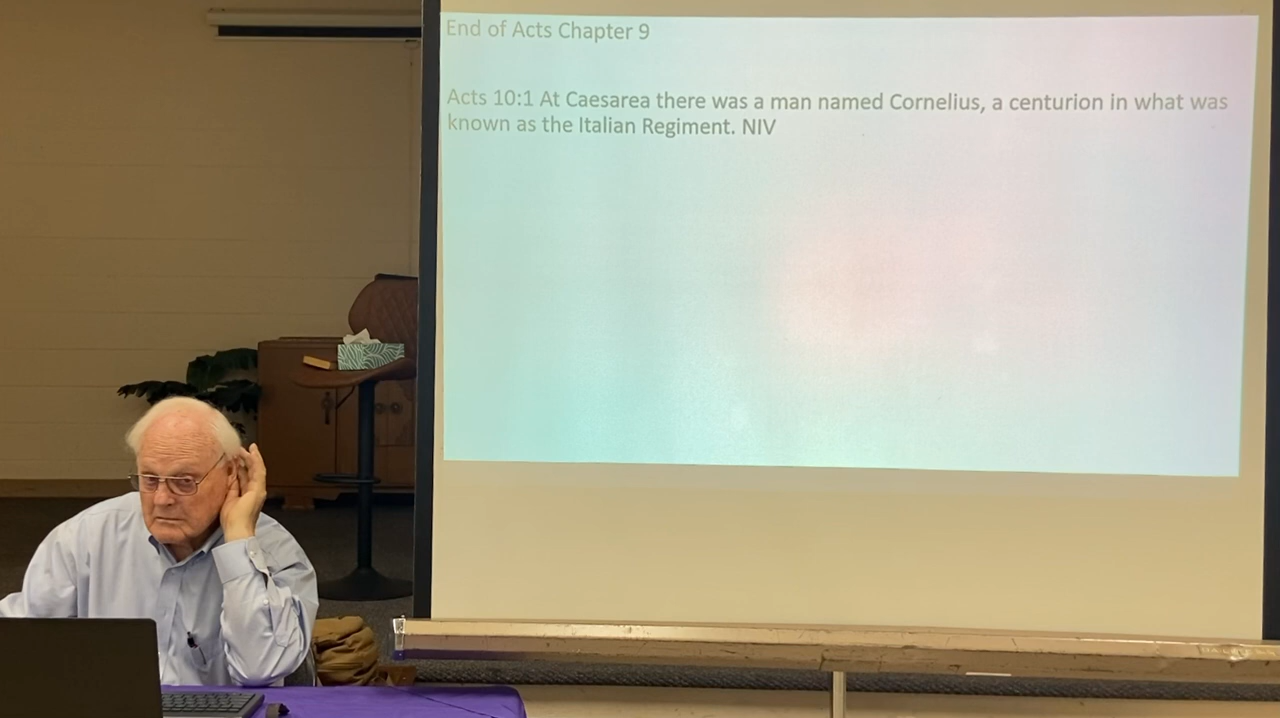 End of Acts Chapter 9
Acts 10:1 At Caesarea there was a man named Cornelius, a centurion in what was
known as the Italian Regiment. NIV